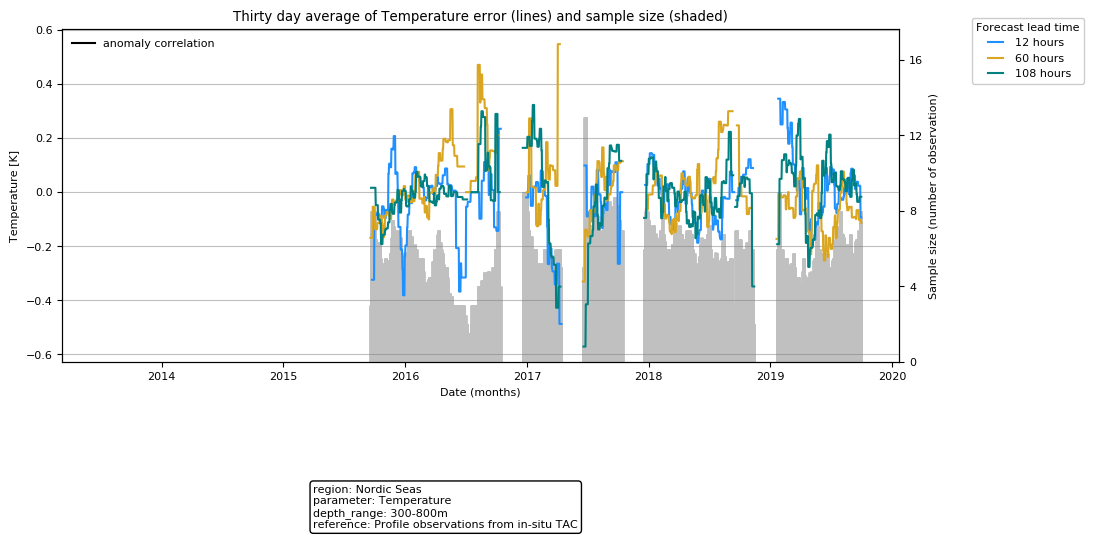 Thirty day average of Temperature error (lines) and sample size (shaded)
Forecast lead time
12 hours
60 hours
108 hours
anomaly correlation
Temperature [K]
0.6
0.4
0.2
0.0
−0.2
−0.4
−0.6
16
12
8
4
0
Sample size (number of observation)
2014 2015 2016 2017 2018 2019 2020
Date (months)
region: Nordic Seas
parameter: Temperature
depth_range: 300-800m
reference: Profile observations from in-situ TAC